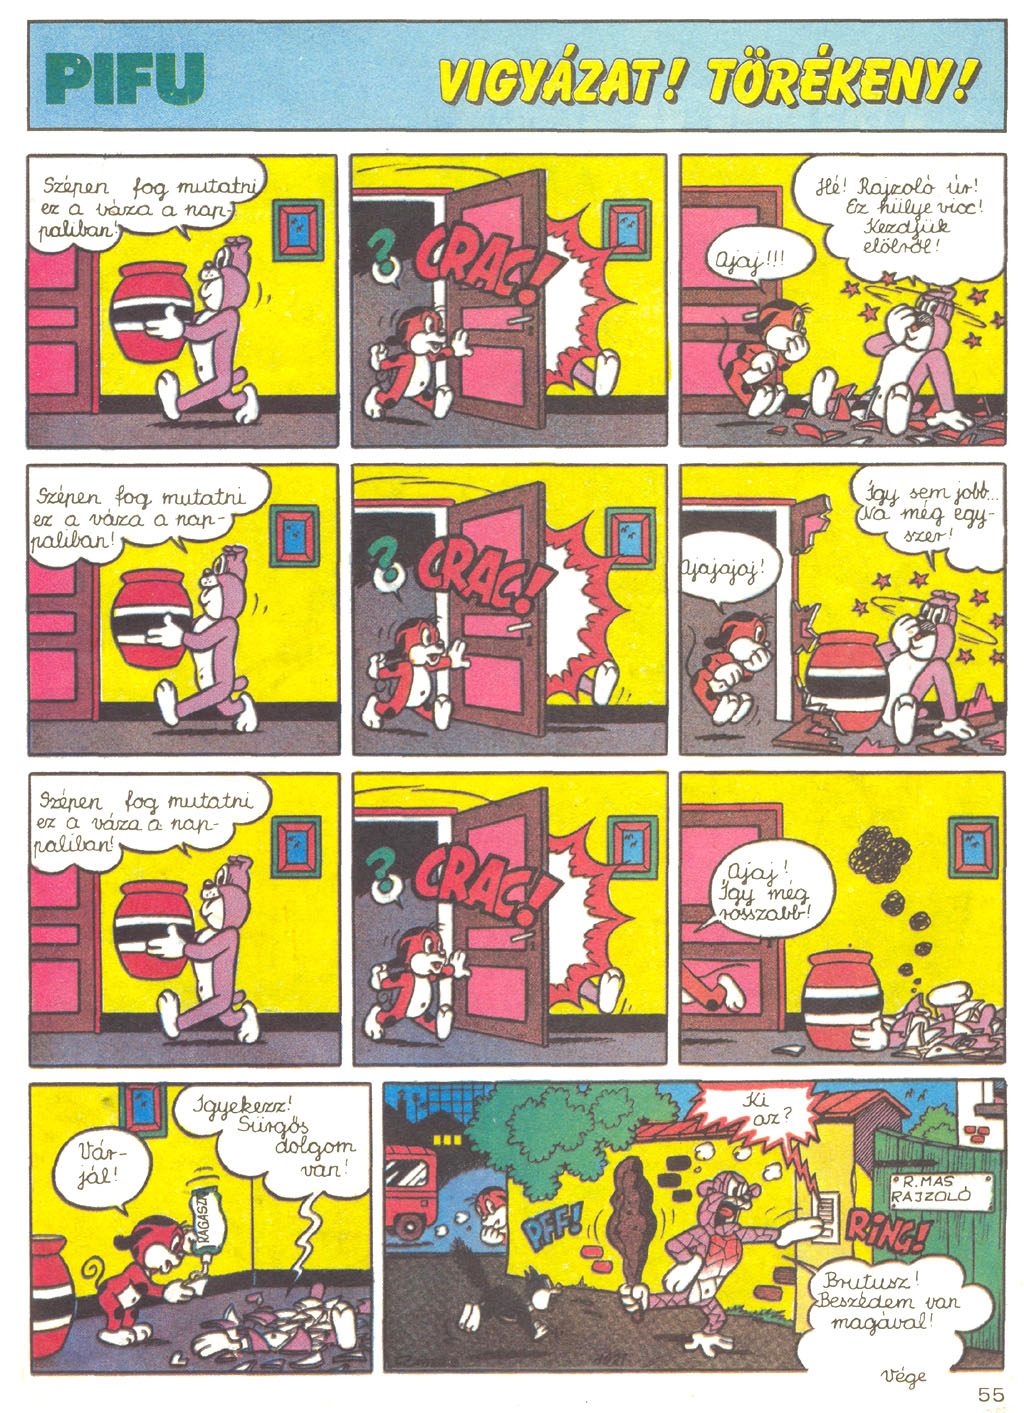 PIFU
VIGYÁZAT! TÖRÉKENY!
Szépen fog mutatni
ez a váza a nap-
paliban!
?
CRAC!
Ajaj!!!
Hé! Rajzoló úr!
Ez hülye vicc!
Kezdjük
elölről!
Szépen fog mutatni
ez a váza a nap-
paliban!
?
CRAC!
Ajajajaj!
Így sem jobb...
Na még egy-
szer!
Szépen fog mutatni
ez a váza a nap-
paliban!
?
CRAC!
Ajaj!
Így még
rosszabb!
Vár-
jál!
RAGASZ
Igyekezz!
Sürgős
dolgom
van!
PFF!
Ki
az?
R.MAS
RAJZOLÓ
RING!
Brutusz!
Beszédem van
magával!
Vége
55